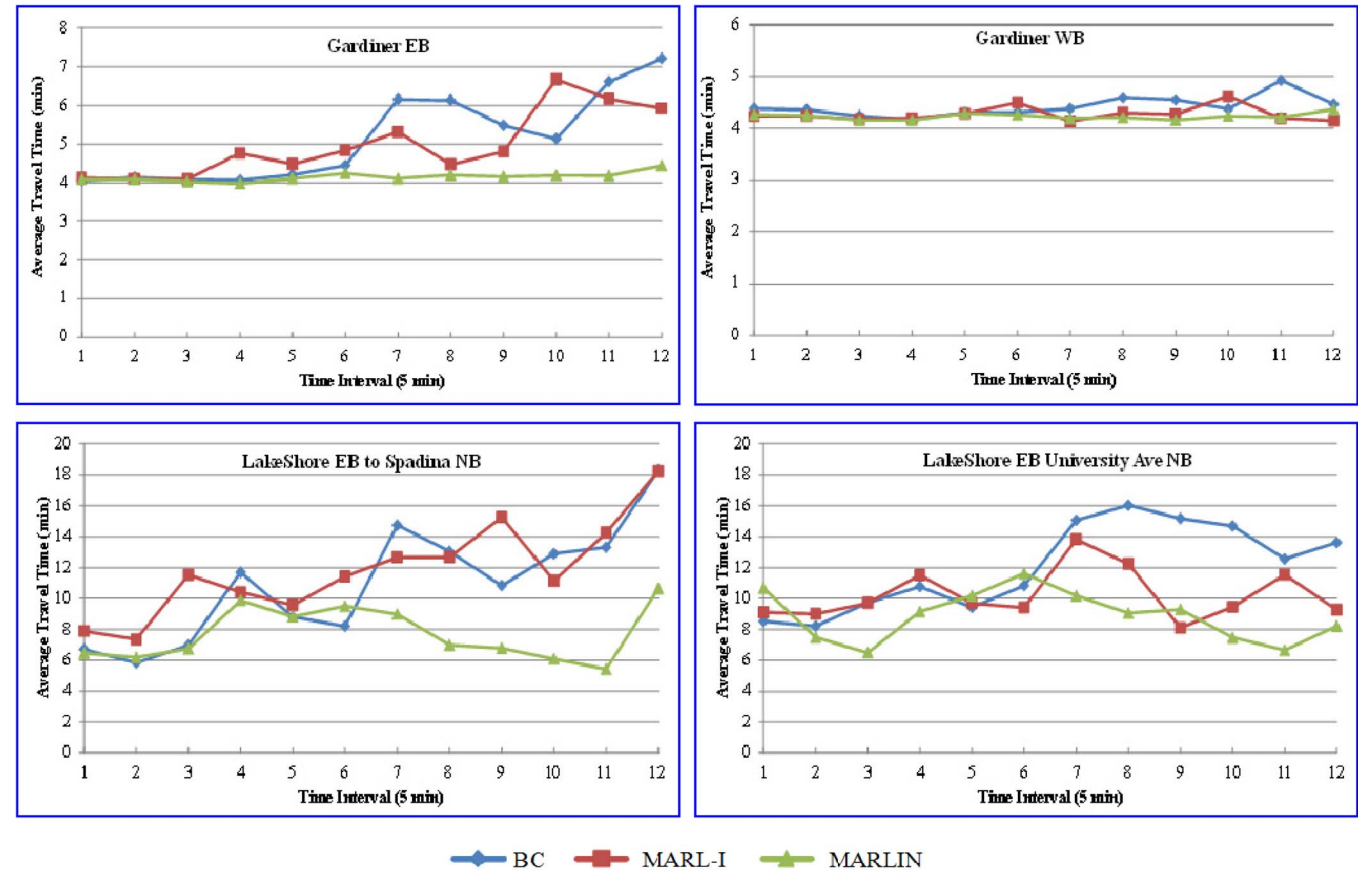 Gardiner EB
Average Travel Time (min)
8
7
6
5
4
3
2
1
0
1 2 3 4 5 6 7 8 9 10 11 12
Time Interval (5 min)
Gardiner WB
Average Travel Time (min)
6
5
4
3
2
1
0
1 2 3 4 5 6 7 8 9 10 11 12
Time Interval (5 min)
LakeShore EB to Spadina NB
Average Travel Time (min)
20
18
16
14
12
10
8
6
4
2
0
1 2 3 4 5 6 7 8 9 10 11 12
Time Interval (5 min)
LakeShore EB University Ave NB
Average Travel Time (min)
20
18
16
14
12
10
8
6
4
2
0
1 2 3 4 5 6 7 8 9 10 11 12
Time Interval (5 min)
BC MARL-I MARLIN